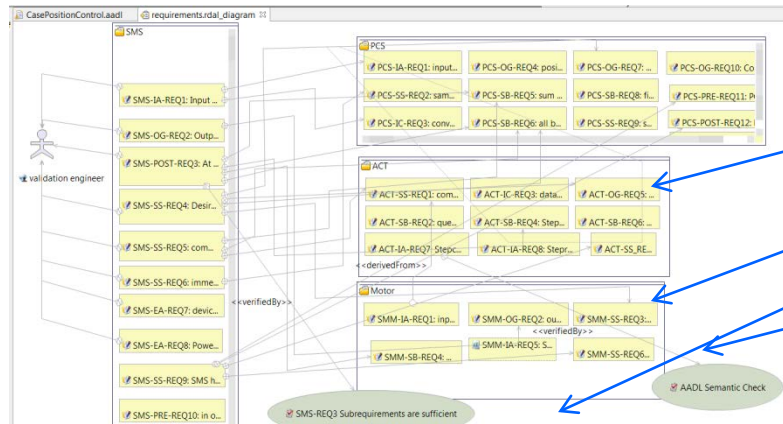 CasePositionControl.aadl
requirements.rdal_diagram
SMS
SMS-IA-REQ1: Input ...
SMS-OG-REQ2: Outp...
SMS-POST-REQ3: At ...
SMS-SS-REQ4: Desir...
SMS-SS-REQ5: com...
SMS-SS-REQ6: imme...
SMS-EA-REQ7: devic...
SMS-EA-REQ8: Powe...
SMS-SS-REQ9: SMS h...
SMS-PRE-REQ10: in o...
validation engineer
<<verifiedBy>>
PCS
PCS-IA-REQ1: input...
PCS-OG-REQ4: posi...
PCS-OG-REQ7: ...
PCS-OG-REQ10: Co
PCS-SS-REQ2: sam...
PCS-SB-REQ5: sum ...
PCS-SB-REQ8: fi...
PCS-PRE-REQ11: P
PCS-IC-REQ3: conv...
PCS-SB-REQ6: all b...
PCS-SS-REQ9: s...
PCS-POST-REQ12:
ACT
ACT-SS-REQ1: com...
ACT-IC-REQ3: data...
ACT-OG-REQ5: ...
ACT-SB-REQ2: que...
ACT-SB-REQ4: Step...
ACT-SB-REQ6: ...
ACT-IA-REQ7: Stepc...
ACT-IA-REQ8: Stepr...
ACT-SS_RE...
<<derivedFrom>>
Motor
SMM-IA-REQ1: inp...
SMM-OG-REQ2: ou...
SMM-SS-REQ3:...
<<verifiedBy>>
SMM-SB-REQ4: ...
SMM-IA-REQ5: S...
SMM-SS-REQ6...
AADL Semantic Check
SMS-REQ3 Subrequirements are sufficient